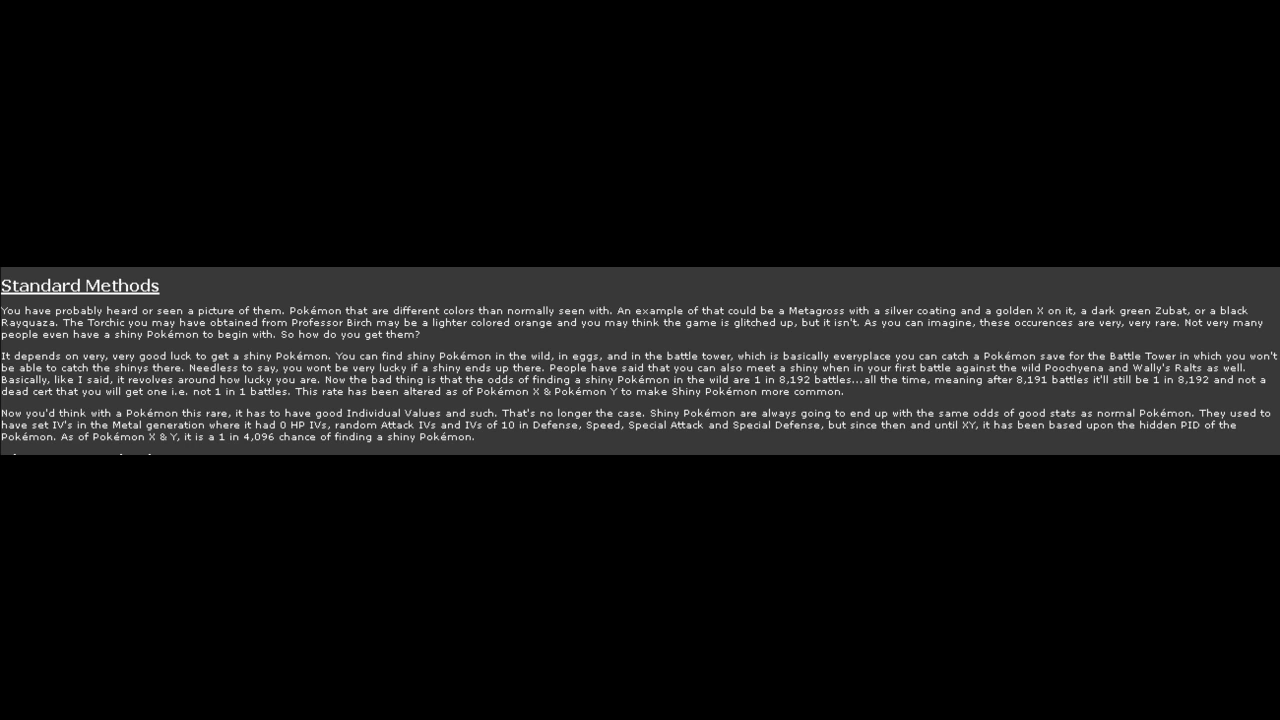 Standard Methods
You have probably heard or seen a picture of them. Pokémon that are different colors than normally seen with. An example of that could be a Metagross with a silver coating and a golden X on it, a dark green Zubat, or a black
Rayquaza. The Torchic you may have obtained from Professor Birch may be a lighter colored orange and you may think the game is glitched up, but it isn't. As you can imagine, these occurences are very, very rare. Not very many
people even have a shiny Pokémon to begin with. So how do you get them?
It depends on very, very good luck to get a shiny Pokémon. You can find shiny Pokémon in the wild, in eggs, and in the battle tower, which is basically everyplace you can catch a Pokémon save for the Battle Tower in which you won't
be able to catch the shinys there. Needless to say, you wont be very lucky if a shiny ends up there. People have said that you can also meet a shiny when in your first battle against the wild Poochyena and Wally's Ralts as well.
Basically, like I said, it revolves around how lucky you are. Now the bad thing is that the odds of finding a shiny Pokémon in the wild are 1 in 8,192 battles...all the time, meaning after 8,191 battles it'll still be 1 in 8,192 and not a
dead cert that you will get one i.e. not 1 in 1 battles. This rate has been altered as of Pokémon X & Pokémon Y to make Shiny Pokémon more common.
Now you'd think with a Pokémon this rare, it has to have good Individual Values and such. That's no longer the case. Shiny Pokémon are always going to end up with the same odds of good stats as normal Pokémon. They used to
have set IV's in the Metal generation where it had 0 HP IVs, random Attack IVs and IVs of 10 in Defense, Speed, Special Attack and Special Defense, but since then and until XY, it has been based upon the hidden PID of the
Pokémon. As of Pokémon X & Y, it is a 1 in 4,096 chance of finding a shiny Pokémon.